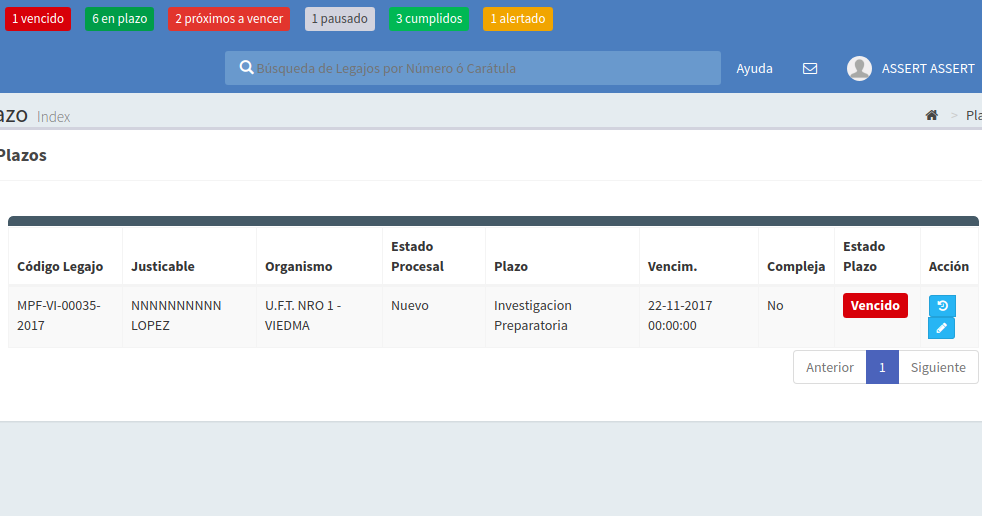 1 vencido 6 en plazo 2 próximos a vencer 1 pausado 3 cumplidos 1 alertado
Búsqueda de Legajos por Número ó Carátula Ayuda ASSERT ASSERT
azo Index > Pla
Plazos
Código Legajo Justicable Organismo Estado Procesal Plazo Vencim. Compleja Estado Plazo Acción
MPF-VI-00035- NNNNNNNNNN U.F.T. NRO 1 - Nuevo Investigacion 22-11-2017 No Vencido
2017 LOPEZ VIEDMA Preparatoria 00:00:00
Anterior 1 Siguiente